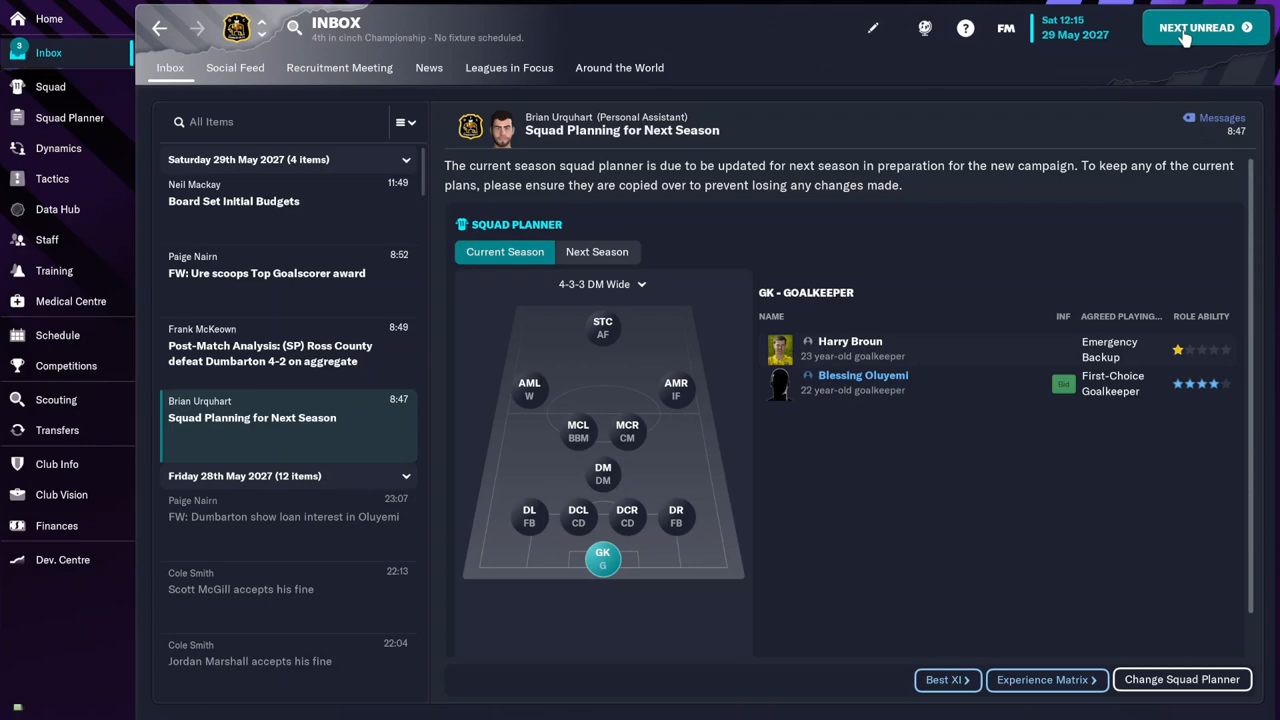 Home
3
Inbox
Squad
Squad Planner
Dynamics
Tactics
Data Hub
Staff
Training
Medical Centre
Schedule
Competitions
Scouting
Transfers
Club Info
Club Vision
Finances
Dev. Centre
INBOX
4th in cinch Championship - No fixture scheduled.
?
FM
Sat 12:15
29 May 2027
NEXT UNREAD
Inbox
Social Feed
Recruitment Meeting
News
Leagues in Focus
Around the World
All Items
Saturday 29th May 2027 (4 items)
Neil Mackay 11:49
Board Set Initial Budgets
Paige Nairn 8:52
FW: Ure scoops Top Goalscorer award
Frank McKeown 8:49
Post-Match Analysis: (SP) Ross County
defeat Dumbarton 4-2 on aggregate
Brian Urquhart 8:47
Squad Planning for Next Season
Friday 28th May 2027 (12 items)
Paige Nairn 23:07
FW: Dumbarton show loan interest in Oluyemi
Cole Smith 22:13
Scott McGill accepts his fine
Cole Smith 22:04
Jordan Marshall accepts his fine
Brian Urquhart (Personal Assistant)
Squad Planning for Next Season
Messages
8:47
The current season squad planner is due to be updated for next season in preparation for the new campaign. To keep any of the current
plans, please ensure they are copied over to prevent losing any changes made.
SQUAD PLANNER
Current Season
Next Season
4-3-3 DM Wide
STC
AF
AML
W
AMR
IF
MCL
BBM
MCR
CM
DM
DM
DL
FB
DCL
CD
DCR
CD
DR
FB
GK
G
GK - GOALKEEPER
NAME INF AGREED PLAYING... ROLE ABILITY
Harry Broun
23 year-old goalkeeper
Emergency
Backup
Blessing Oluyemi
22 year-old goalkeeper
Bid
First-Choice
Goalkeeper
Best XI
Experience Matrix
Change Squad Planner